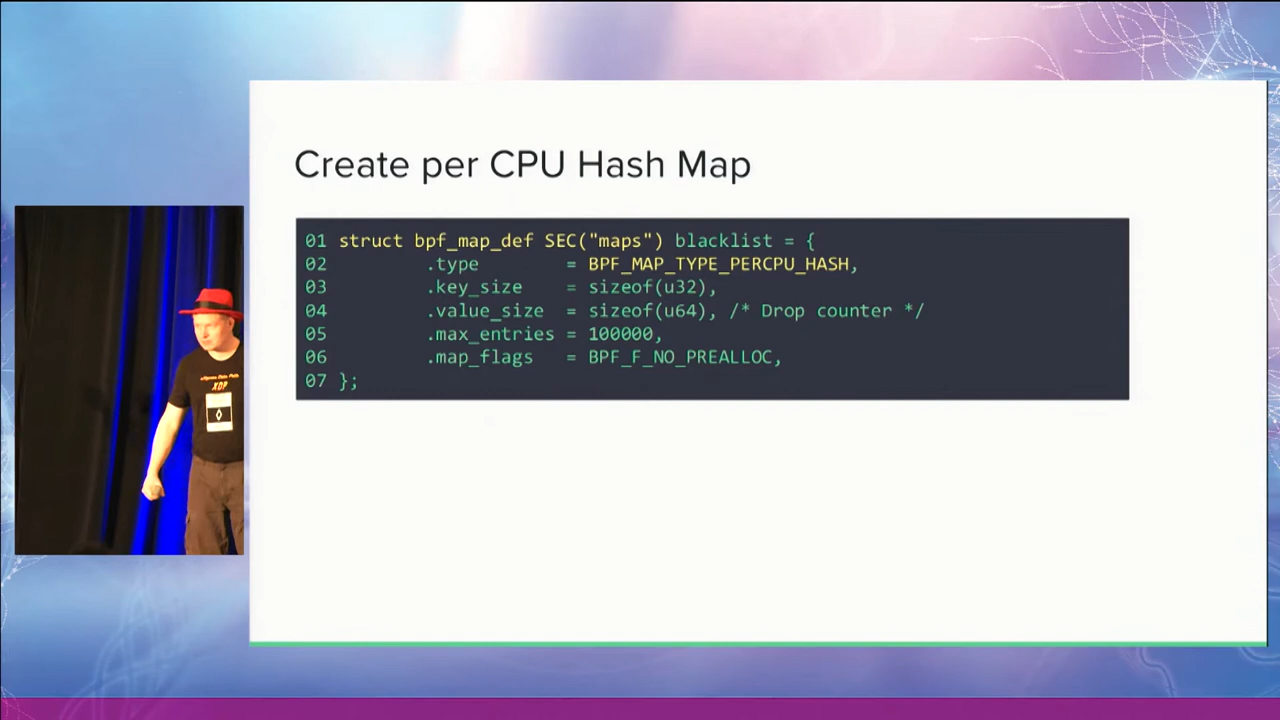 Create per CPU Hash Map
01 struct bpf_map_def SEC("maps") blacklist = {
02         .type        = BPF_MAP_TYPE_PERCPU_HASH,
03         .key_size    = sizeof(u32),
04         .value_size  = sizeof(u64), /* Drop counter */
05         .max_entries = 100000,
06         .map_flags   = BPF_F_NO_PREALLOC,
07 };
XDP